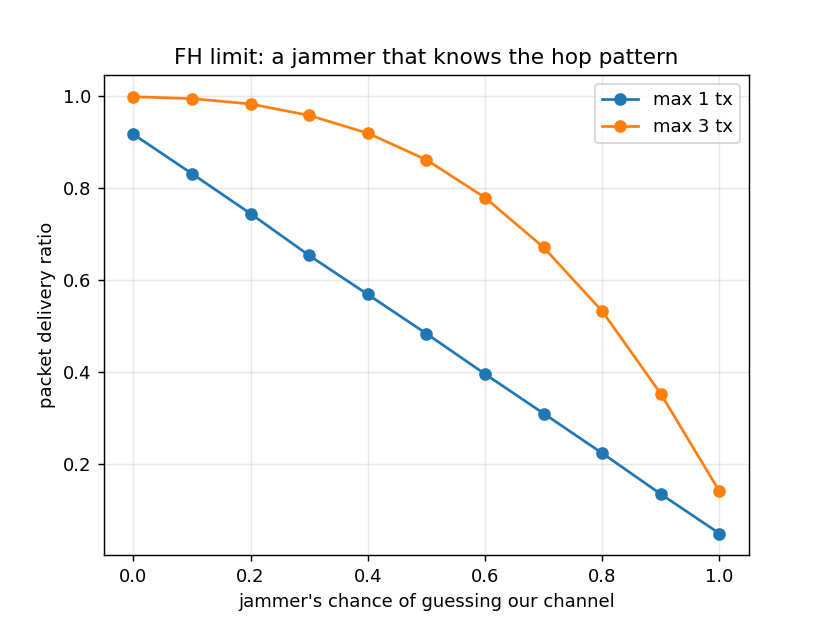 FH limit: a jammer that knows the hop pattern
max 1 tx
max 3 tx
packet delivery ratio
1.0
0.8
0.6
0.4
0.2
0.0 0.2 0.4 0.6 0.8 1.0
jammer's chance of guessing our channel